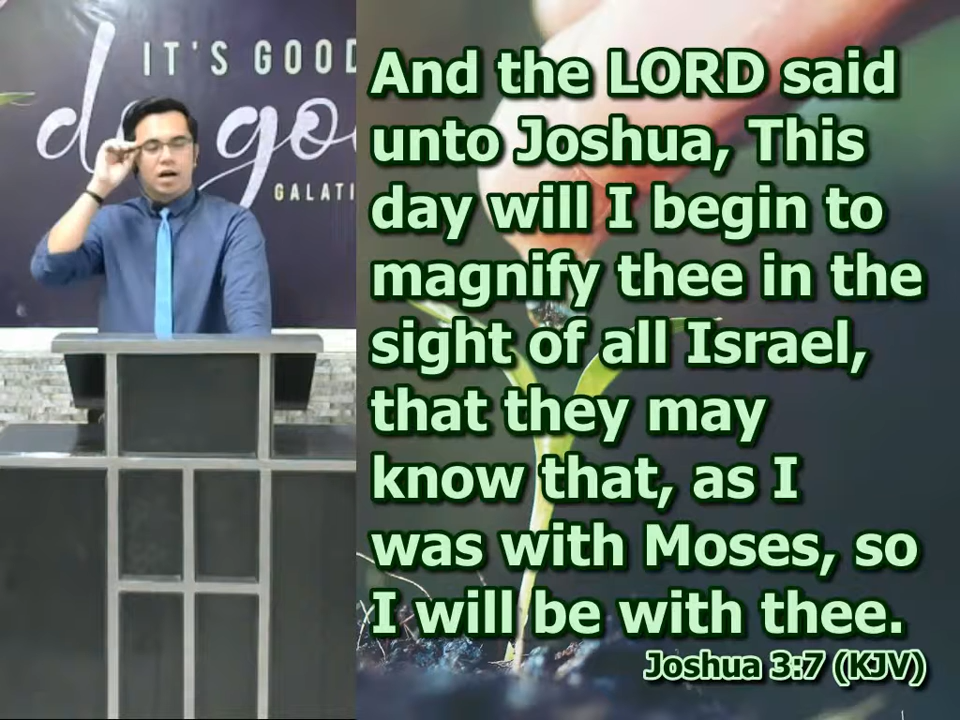 IT'S GOOD
do good
GALATI
And the LORD said
unto Joshua, This
day will I begin to
magnify thee in the
sight of all Israel,
that they may
know that, as I
was with Moses, so
I will be with thee.
Joshua 3:7 (KJV)